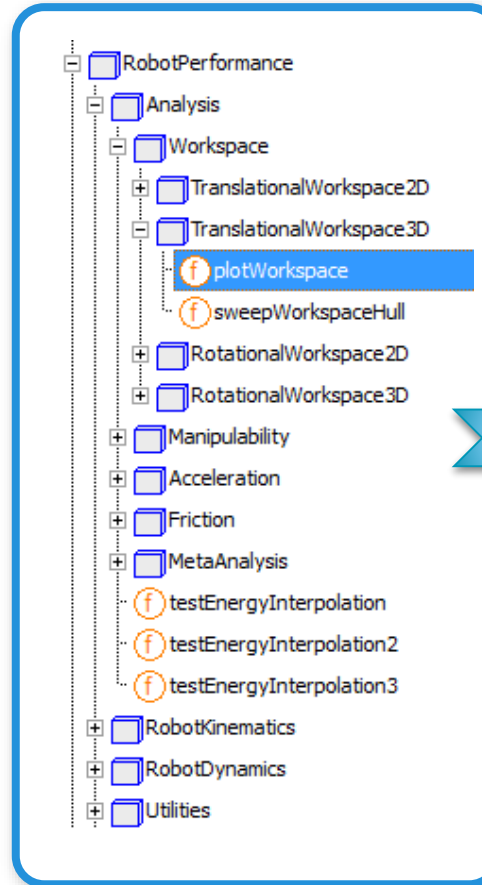 RobotPerformance
Analysis
Workspace
TranslationalWorkspace2D
TranslationalWorkspace3D
f plotWorkspace
f sweepWorkspaceHull
RotationalWorkspace2D
RotationalWorkspace3D
Manipulability
Acceleration
Friction
MetaAnalysis
f testEnergyInterpolation
f testEnergyInterpolation2
f testEnergyInterpolation3
RobotKinematics
RobotDynamics
Utilities